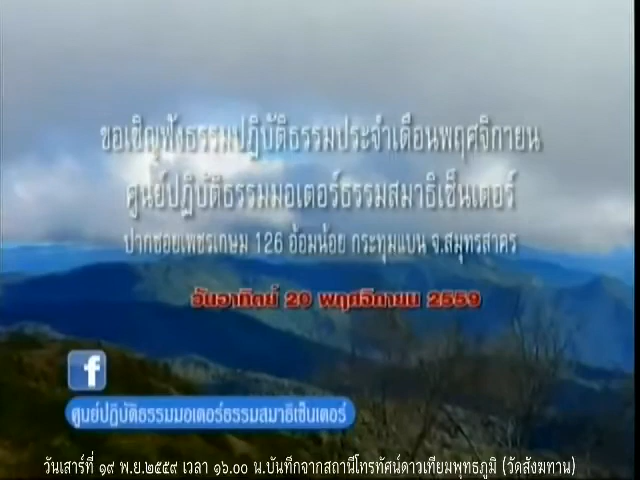 ขอเชิญฟังธรรมปฏิบัติธรรมประจำเดือนพฤศจิกายน
ศูนย์ปฏิบัติธรรมมอเตอร์ธรรมสมาธิเซ็นเตอร์
ปากซอยเพชรเกษม 126 อ้อมน้อย กระทุ่มแบน จ.สมุทรสาคร
วันอาทิตย์ 20 พฤศจิกายน 2559
f
ศูนย์ปฏิบัติธรรมมอเตอร์ธรรมสมาธิเซ็นเตอร์
วันเสาร์ที่ ๑๙ พ.ย.๒๕๕๙ เวลา ๑๖.๐๐ น.บันทึกจากสถานีโทรทัศน์ดาวเทียมพุทธภูมิ (วัดสังฆทาน)